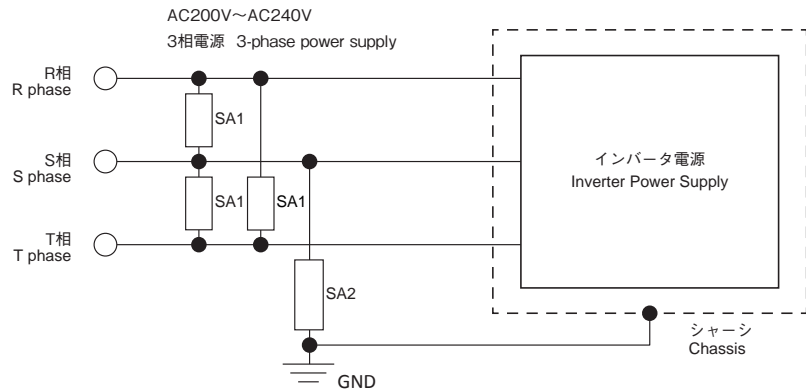 AC200V〜AC240V
3相電源 3-phase power supply
R相
R phase
SA1
S相
S phase
インバータ電源
Inverter Power Supply
SA1
SA1
T相
T phase
SA2
シャーシ
Chassis
GND